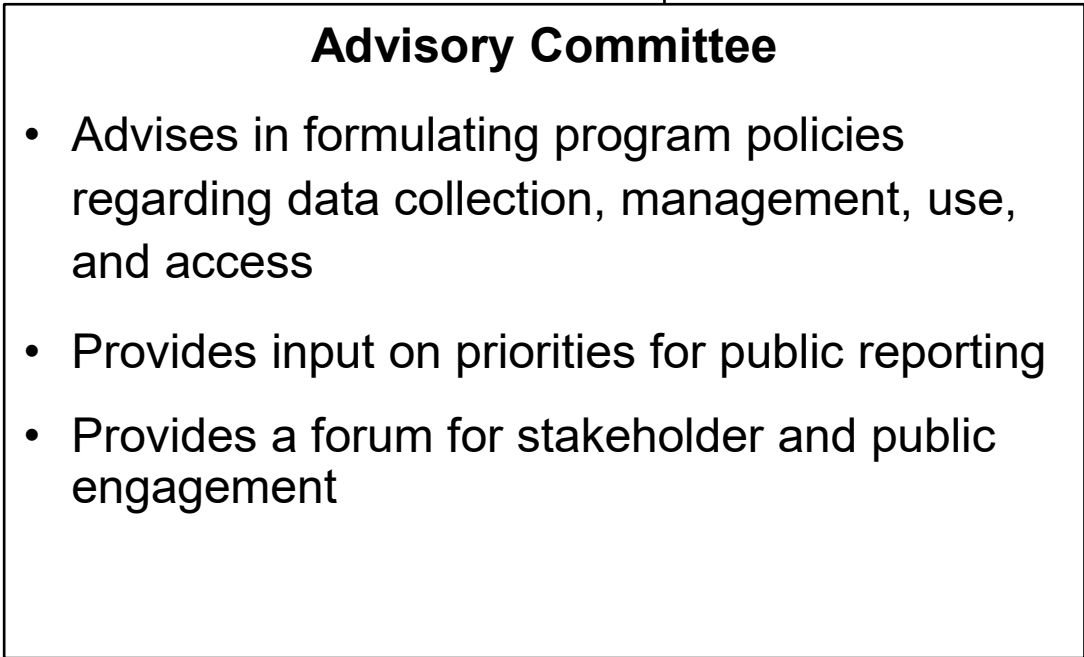 Advisory Committee
• Advises in formulating program policies
regarding data collection, management, use,
and access
• Provides input on priorities for public reporting
• Provides a forum for stakeholder and public
engagement